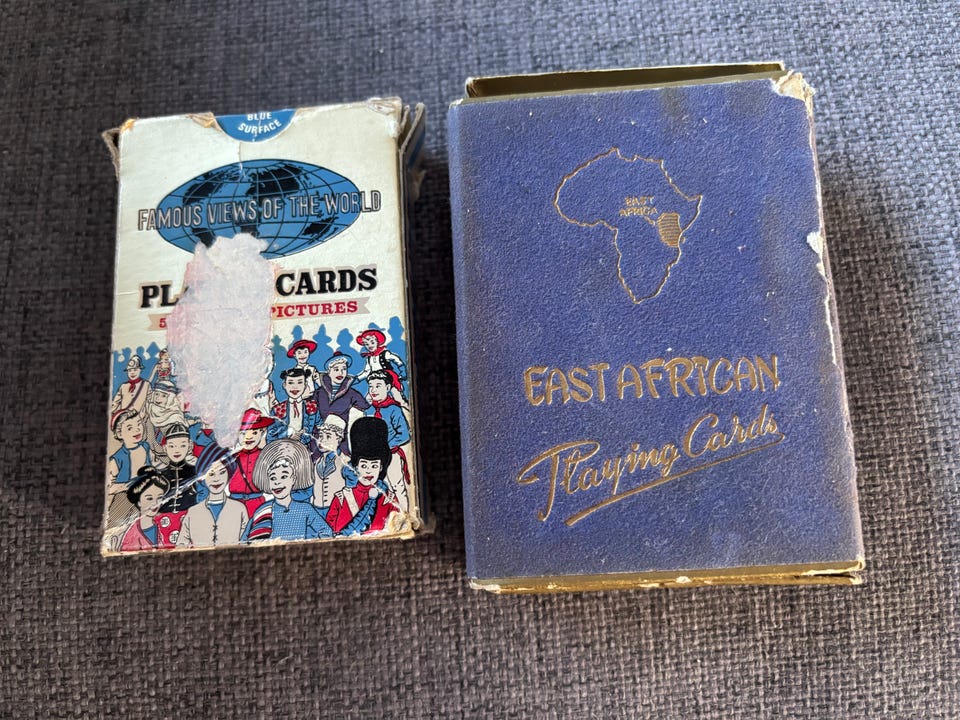 BLUE
SURFACE
FAMOUS VIEWS OF THE WORLD
CARDS
PICTURES
EAST
AFRICA
EAST AFRICAN
Playing Cards